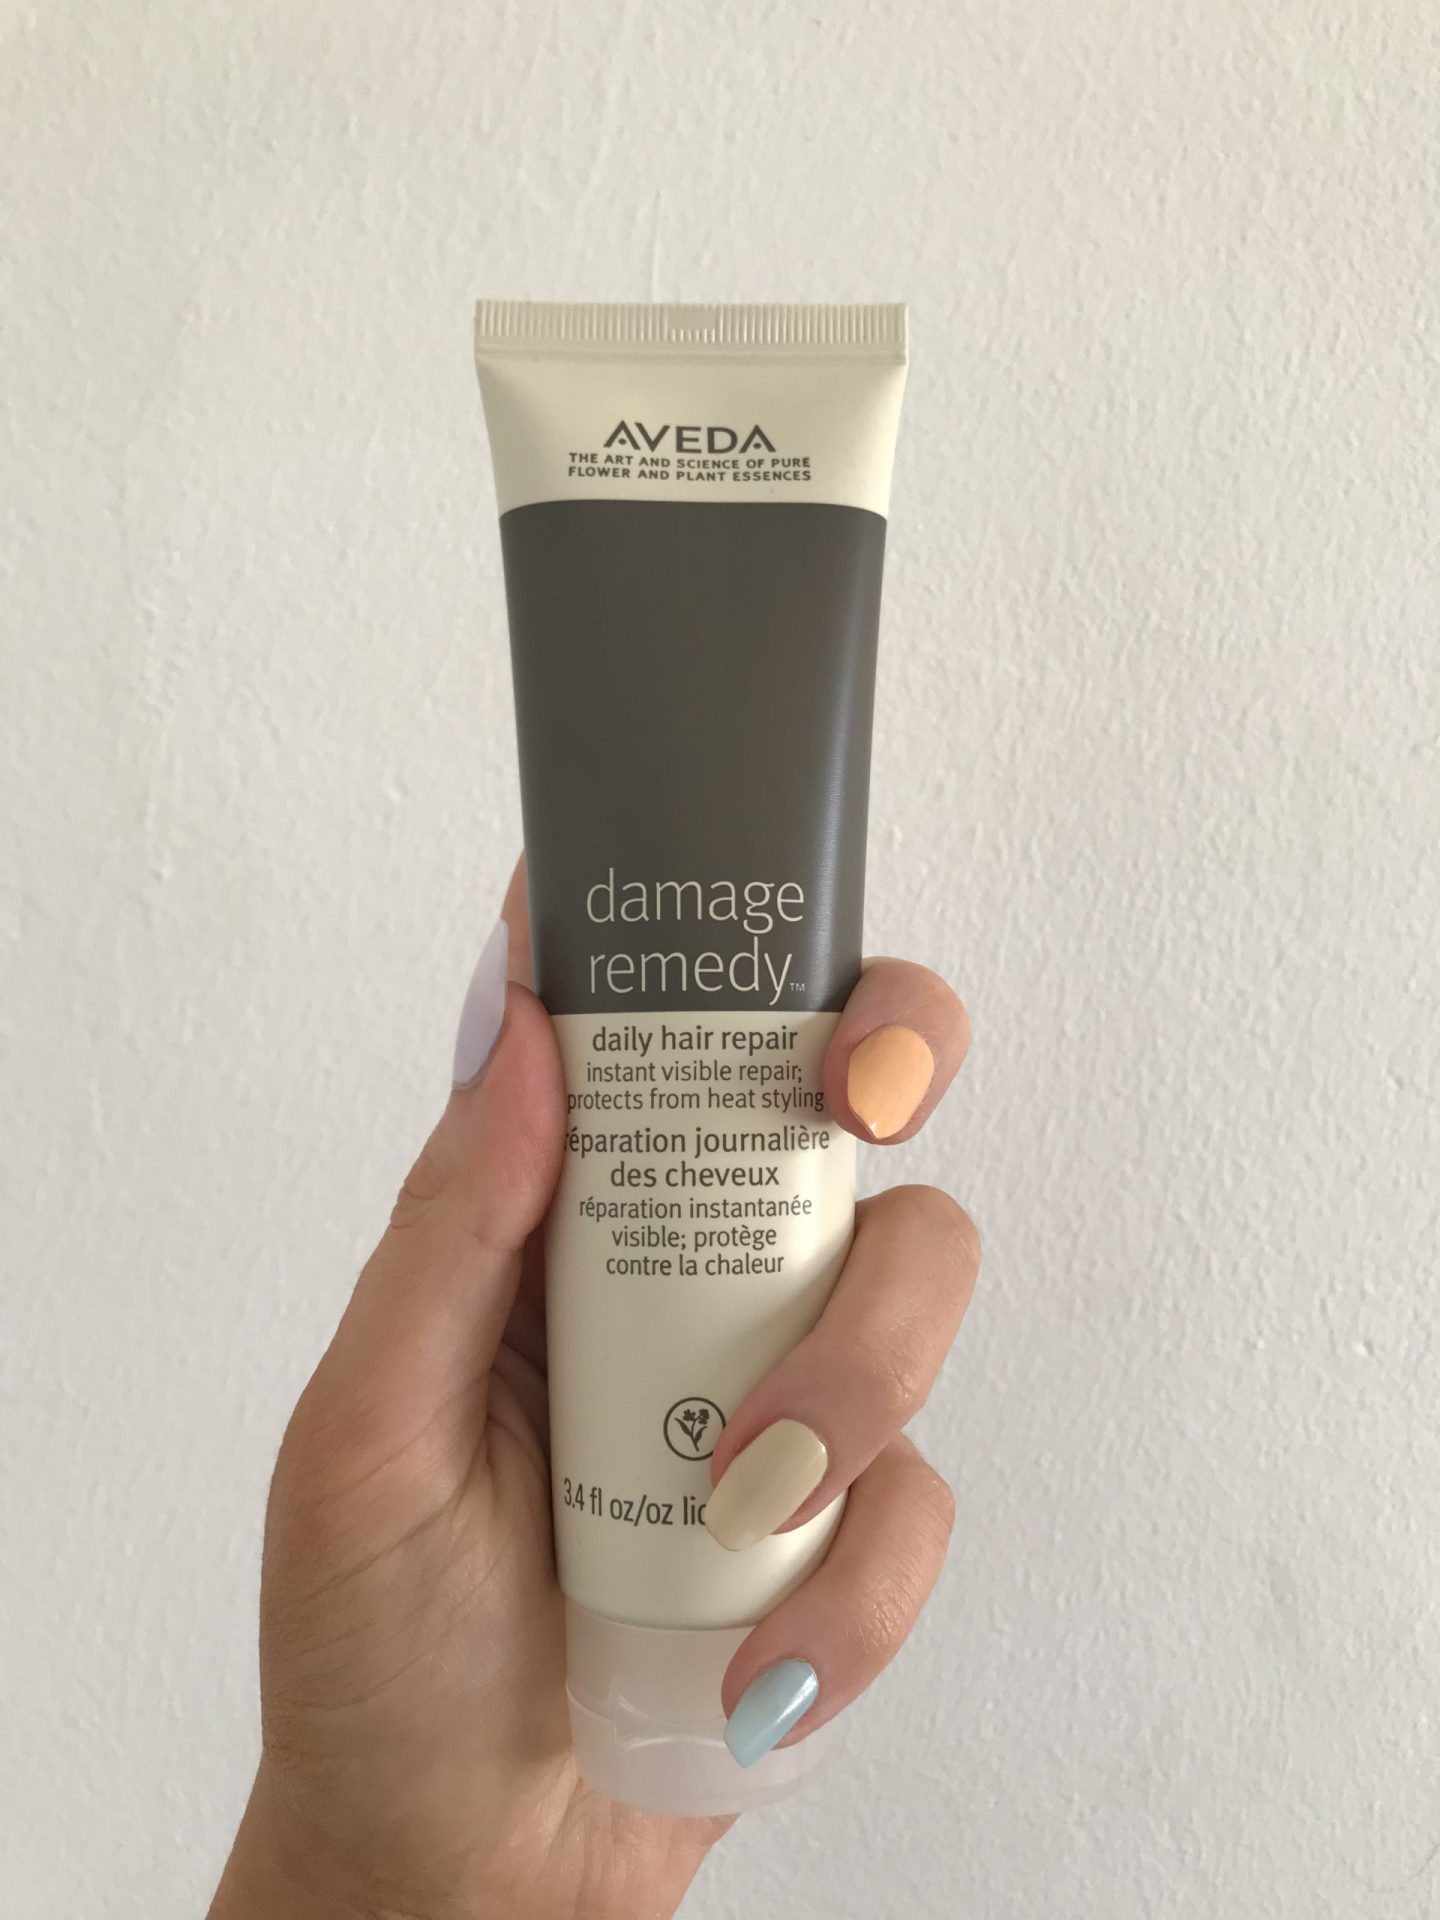 AVEDA
THE ART AND SCIENCE OF PURE
FLOWER AND PLANT ESSENCES
damage
remedy™
daily hair repair
instant visible repair;
protects from heat styling
réparation journalière
des cheveux
réparation instantanée
visible; protège
contre la chaleur
3.4 fl oz/oz